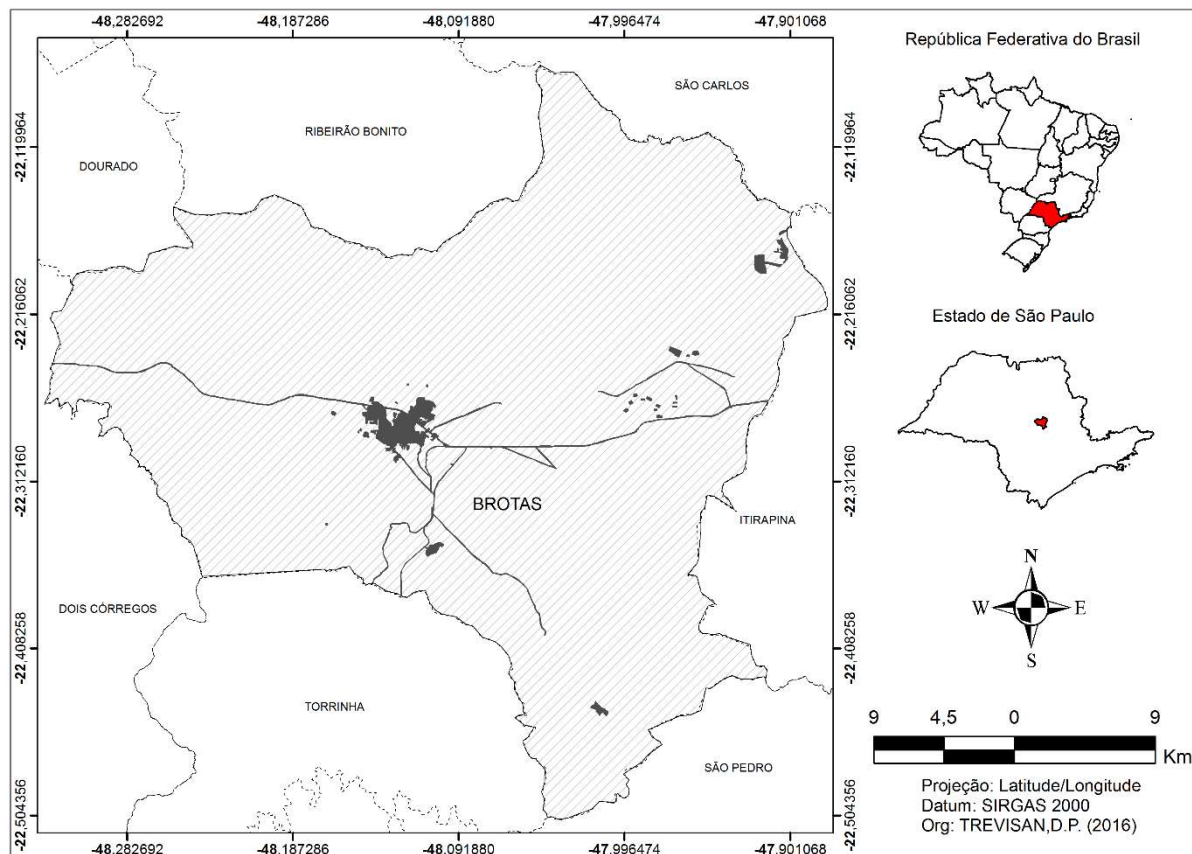 -48,282692 -48,187286 -48,091880 -47,996474 -47,901068
República Federativa do Brasil
SÃO CARLOS
RIBEIRÃO BONITO
-22,119964 -22,119964
DOURADO
-22,216062 -22,216062
Estado de São Paulo
-22,312160 -22,312160
BROTAS
ITIRAPINA
N
W E
S
DOIS CÓRREGOS
-22,408258 -22,408258
TORRINHA
9 4,5 0 9
Km
SÃO PEDRO
Projeção: Latitude/Longitude
Datum: SIRGAS 2000
Org: TREVISAN,D.P. (2016)
-22,504356 -22,504356
-48,282692 -48,187286 -48,091880 -47,996474 -47,901068